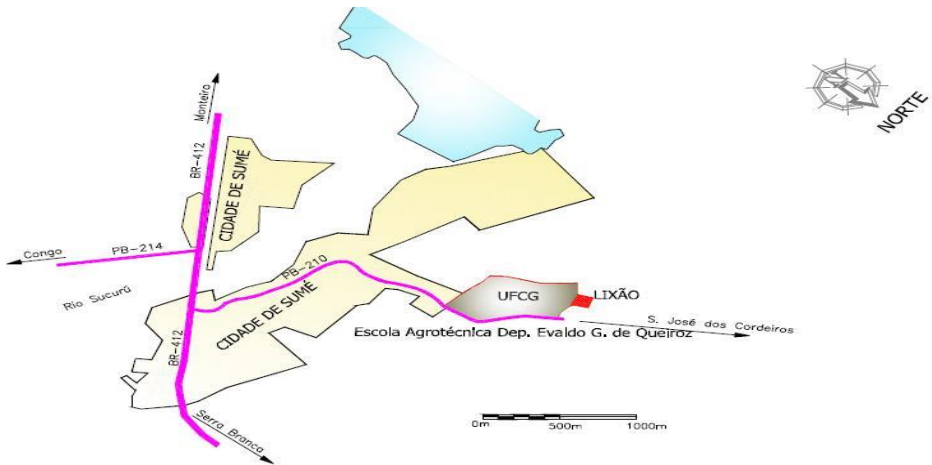 Monteiro
BR-412
CIDADE DE SUMÉ
NORTE
Congo
PB-214
PB-210
Rio Sucurú
CIDADE DE SUMÉ
BR-412
UFCG
LIXÃO
S. José dos Cordeiros
Escola Agrotécnica Dep. Evaldo G. de Queiroz
Serra Branca
0m 500m 1000m